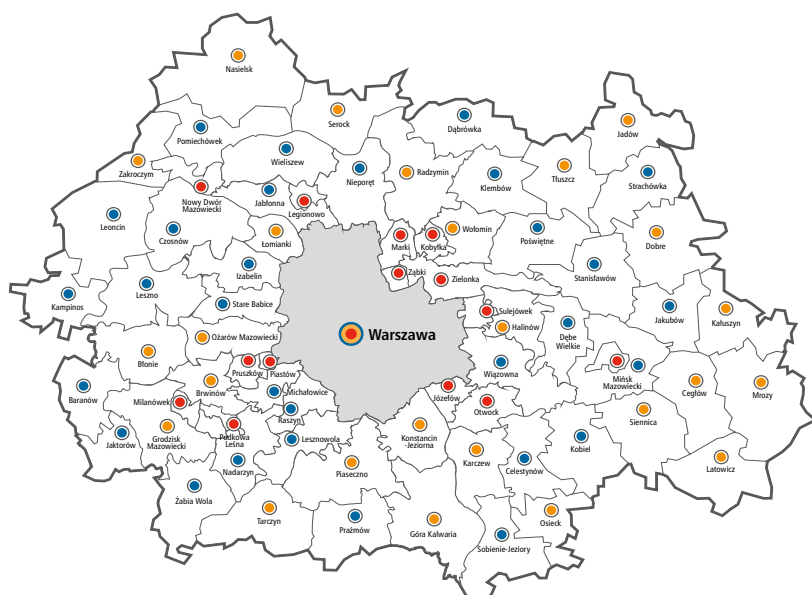 Nasielsk
Serock
Dąbrówka
Jadów
Pomiechówek
Wieliszew
Zakroczym
Nieporęt
Radzymin
Klembów
Tłuszcz
Strachówka
Nowy Dwór
Mazowiecki
Jabłonna
Legionowo
Leoncin
Czosnów
Łomianki
Marki
Kobyłka
Wołomin
Poświętne
Dobre
Izabelin
Ząbki
Zielonka
Stanisławów
Kampinos
Leszno
Stare Babice
Sulejówek
Halinów
Dębe
Wielkie
Jakubów
Kałuszyn
Warszawa
Ożarów Mazowiecki
Błonie
Pruszków
Piastów
Wiązowna
Mińsk
Mazowiecki
Cegłów
Mrozy
Baranów
Brwinów
Michałowice
Milanówek
Józefów
Otwock
Raszyn
Siennica
Jaktorów
Grodzisk
Mazowiecki
Podkowa
Leśna
Lesznowola
Konstancin
-Jeziorna
Karczew
Celestynów
Kobiel
Latowicz
Nadarzyn
Piaseczno
Żabia Wola
Tarczyn
Prażmów
Góra Kalwaria
Sobienie-Jeziory
Osieck